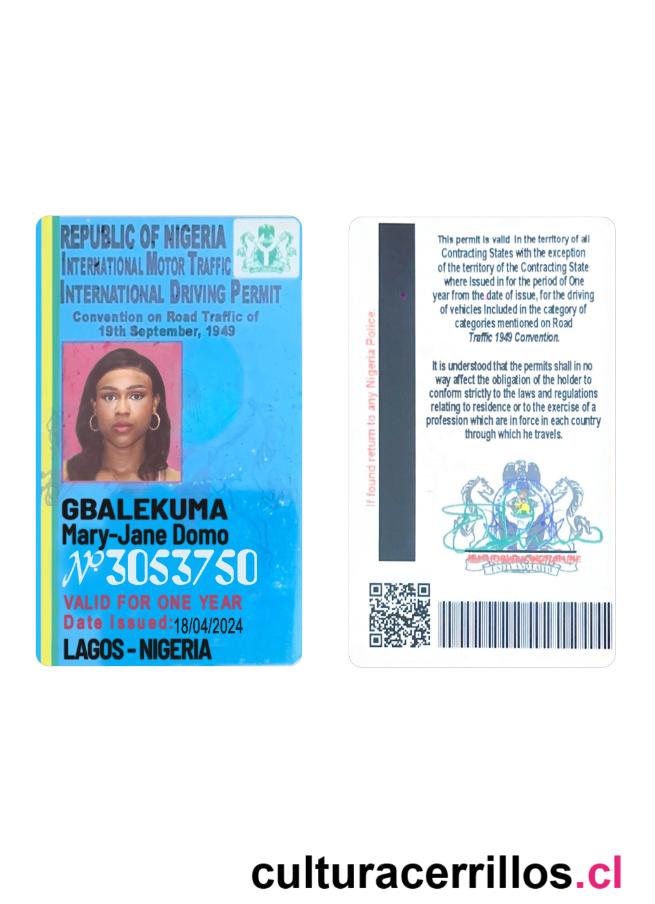 REPUBLIC OF NIGERIA
INTERNATIONAL MOTOR TRAFFIC
INTERNATIONAL DRIVING PERMIT
Convention on Road Traffic of
19th September, 1949
GBALEKUMA
Mary-Jane Domo
№ 3053750
VALID FOR ONE YEAR
Date Issued:18/04/2024
LAGOS - NIGERIA
If found return to any Nigeria Police.
This permit is valid in the territory of all
Contracting States with the exception
of the territory of the Contracting State
where issued in for the period of One
year from the date of issue, for the driving
of vehicles Included in the category of
categories mentioned on Road
Traffic 1949 Convention.
It is understood that the permits shall in no
way affect the obligation of the holder to
conform strictly to the laws and regulations
relating to residence or to the exercise of a
profession which are in force in each country
through which he travels.
culturacerrillos.cl